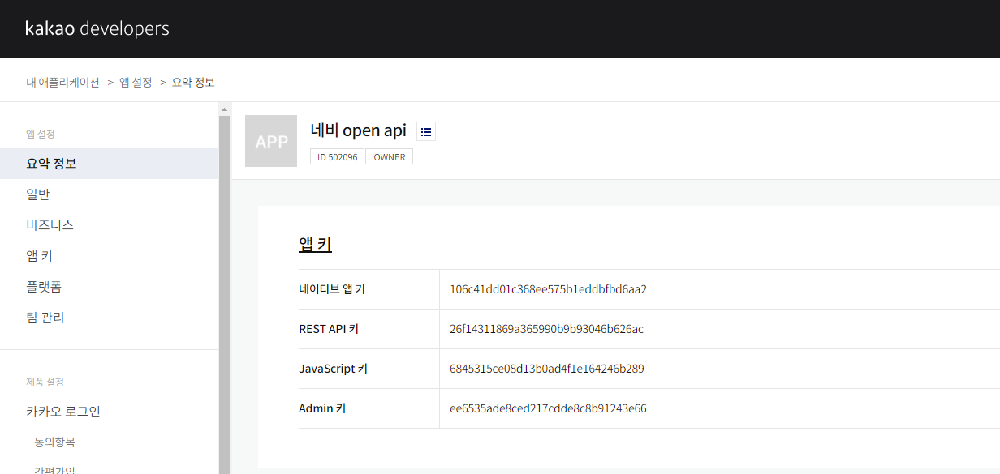 kakao developers
내 애플리케이션 > 앱 설정 > 요약 정보
앱 설정
요약 정보
일반
비즈니스
앱 키
플랫폼
팀 관리
제품 설정
카카오 로그인
동의항목
간편가입
APP
네비 open api
ID 502096
OWNER
앱 키
네이티브 앱 키 106c41dd01c368ee575b1eddbfbd6aa2
REST API 키 26f14311869a365990b9b93046b626ac
JavaScript 키 6845315ce08d13b0ad4f1e164246b289
Admin 키 ee6535ade8ced217cdde8c8b91243e66